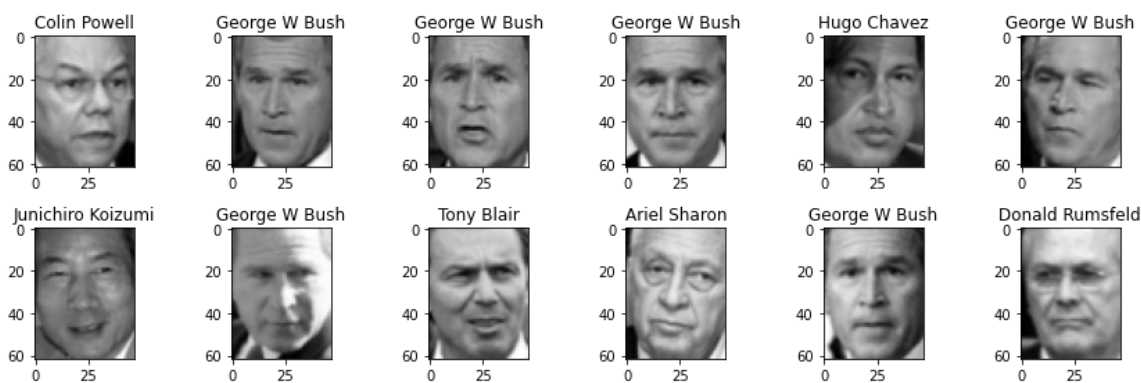 Colin Powell George W Bush George W Bush George W Bush Hugo Chavez George W Bush
0 0 0 0 0 0
20 20 20 20 20 20
40 40 40 40 40 40
60 60 60 60 60 60
0 25 0 25 0 25 0 25 0 25 0 25
Junichiro Koizumi George W Bush Tony Blair Ariel Sharon George W Bush Donald Rumsfeld
0 0 0 0 0 0
20 20 20 20 20 20
40 40 40 40 40 40
60 60 60 60 60 60
0 25 0 25 0 25 0 25 0 25 0 25